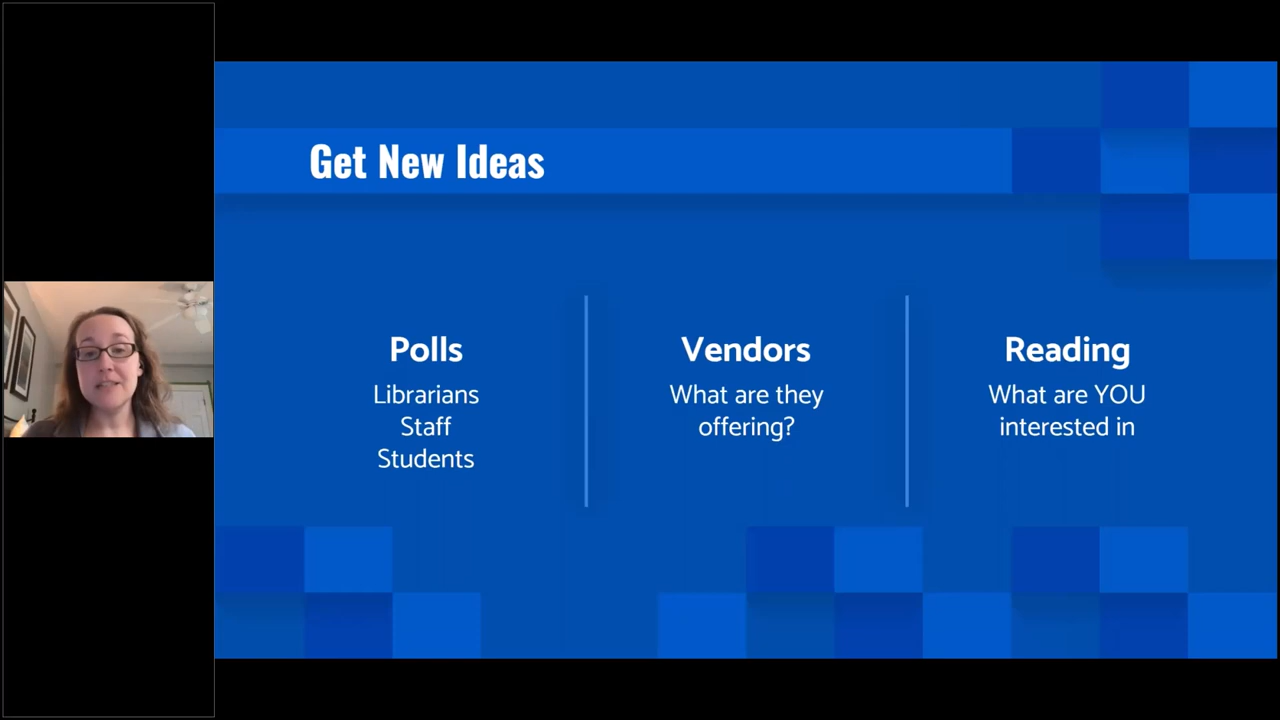 Get New Ideas
Polls
Librarians
Staff
Students
Vendors
What are they
offering?
Reading
What are YOU
interested in